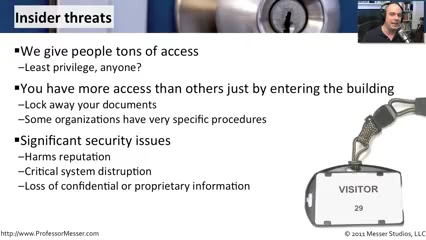 Insider threats
▪We give people tons of access
–Least privilege, anyone?
▪You have more access than others just by entering the building
–Lock away your documents
–Some organizations have very specific procedures
▪Significant security issues
–Harms reputation
–Critical system disruption
–Loss of confidential or proprietary information
VISITOR
29
http://www.ProfessorMesser.com
© 2011 Messer Studios, LLC